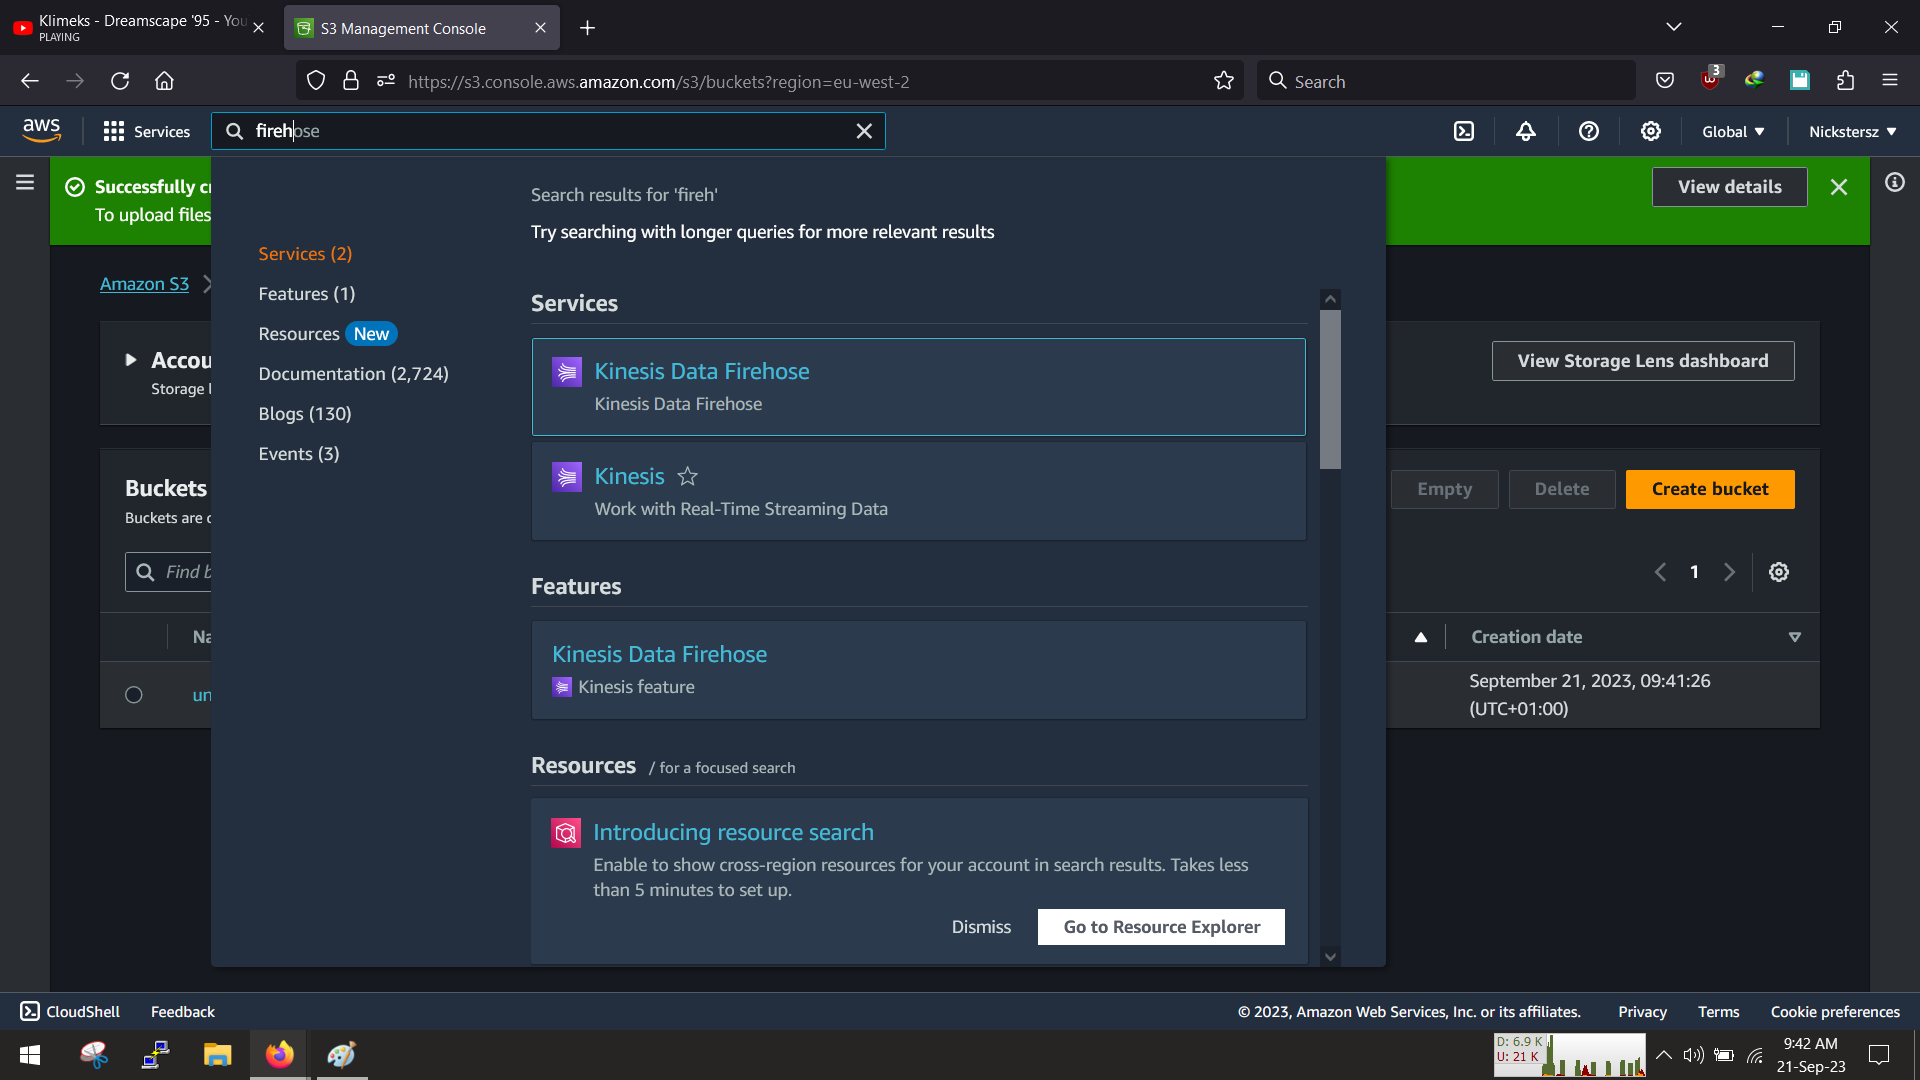 Klimeks - Dreamscape '95 - You
PLAYING
S3 Management Console
https://s3.console.aws.amazon.com/s3/buckets?region=eu-west-2
Search
3
aws
Services
firehose
Global
Nickstersz
Successfully cr
To upload files
View details
Search results for 'fireh'
Try searching with longer queries for more relevant results
Services (2)
Features (1)
Resources New
Documentation (2,724)
Blogs (130)
Events (3)
Amazon S3
Accou
Storage l
View Storage Lens dashboard
Services
Kinesis Data Firehose
Kinesis Data Firehose
Kinesis
Work with Real-Time Streaming Data
Features
Kinesis Data Firehose
Kinesis feature
Resources / for a focused search
Introducing resource search
Enable to show cross-region resources for your account in search results. Takes less
than 5 minutes to set up.
Dismiss
Go to Resource Explorer
Buckets
Buckets are c
Empty
Delete
Create bucket
Find b
1
Na
Creation date
un
September 21, 2023, 09:41:26
(UTC+01:00)
CloudShell
Feedback
© 2023, Amazon Web Services, Inc. or its affiliates.
Privacy
Terms
Cookie preferences
D: 6.9 K
U: 21 K
9:42 AM
21-Sep-23